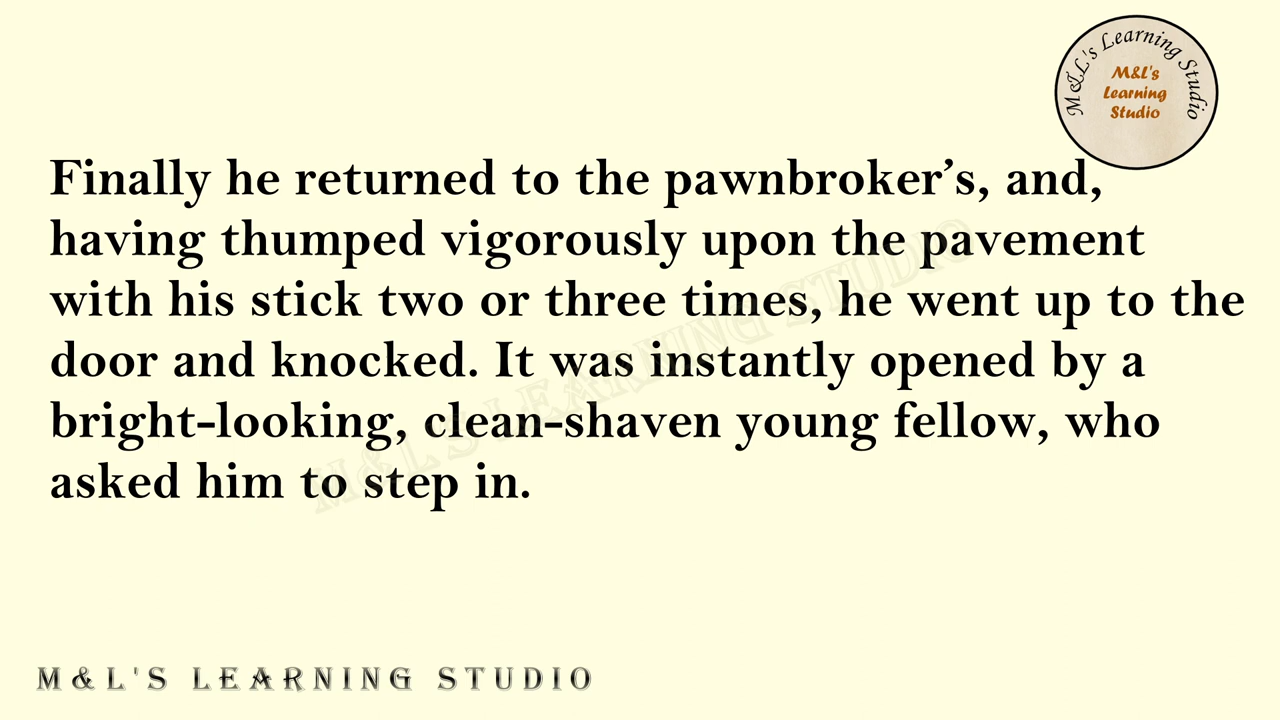 M&L's Learning Studio
M&L's
Learning
Studio
Finally he returned to the pawnbroker’s, and,
having thumped vigorously upon the pavement
with his stick two or three times, he went up to the
door and knocked. It was instantly opened by a
bright-looking, clean-shaven young fellow, who
asked him to step in.
M&L'S LEARNING STUDIO
M&L'S LEARNING STUDIO